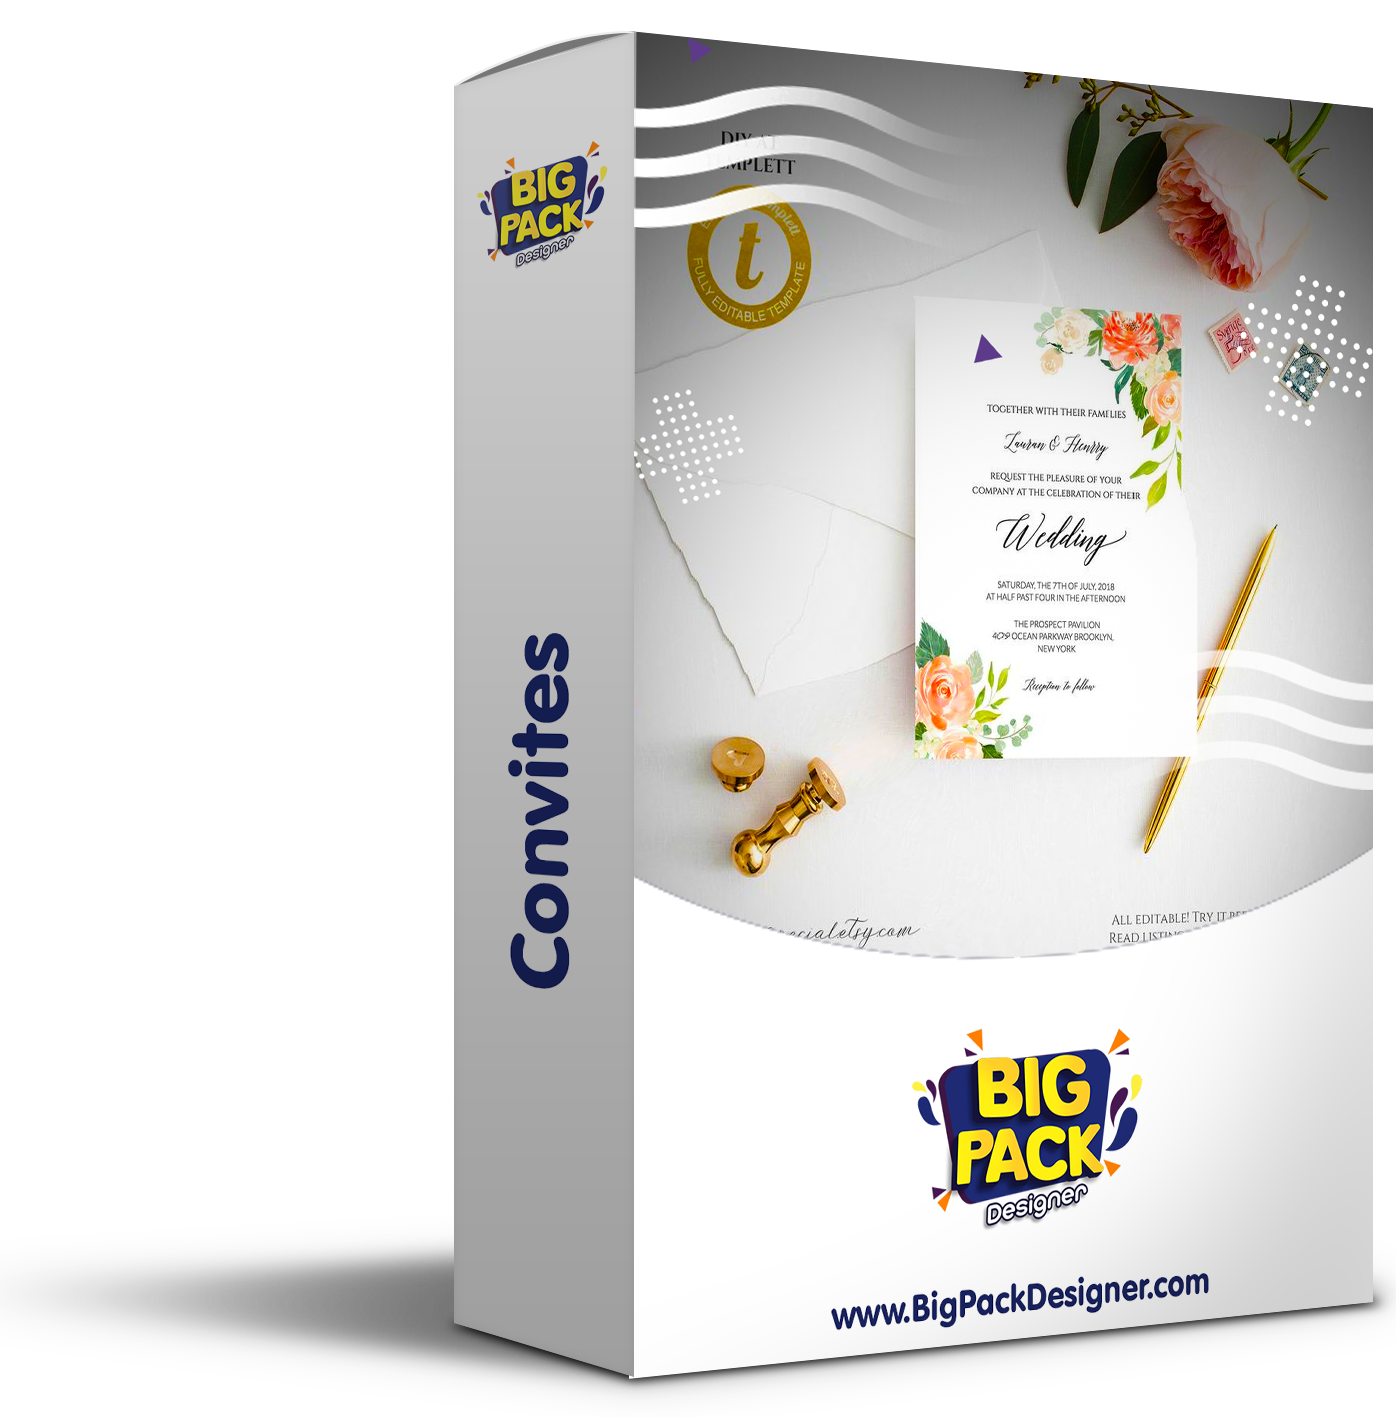 BIG
PACK
Designer
Convites
DIY AT
TEMPLETT
t
FULLY EDITABLE TEMPLATE
TOGETHER WITH THEIR FAMILIES
Lauran & Henrry
REQUEST THE PLEASURE OF YOUR
COMPANY AT THE CELEBRATION OF THEIR
Wedding
SATURDAY, THE 7TH OF JULY, 2018
AT HALF PAST FOUR IN THE AFTERNOON
THE PROSPECT PAVILION
409 OCEAN PARKWAY BROOKLYN,
NEW YORK
Reception to follow
ALL EDITABLE! TRY IT
READ
BIG
PACK
Designer
www.BigPackDesigner.com